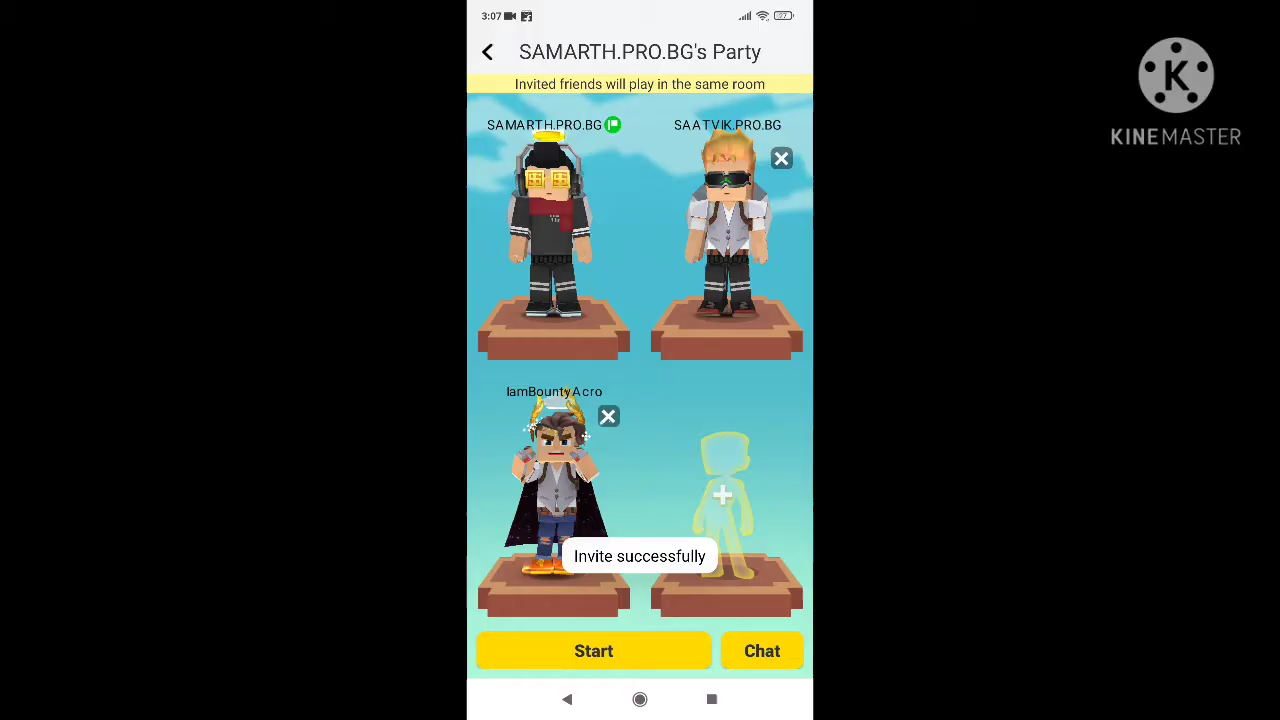 3:07
27
SAMARTH.PRO.BG's Party
Invited friends will play in the same room
SAMARTH.PRO.BG
SAATVIK.PRO.BG
IamBountyAcro
Invite successfully
Start
Chat
K
KINEMASTER